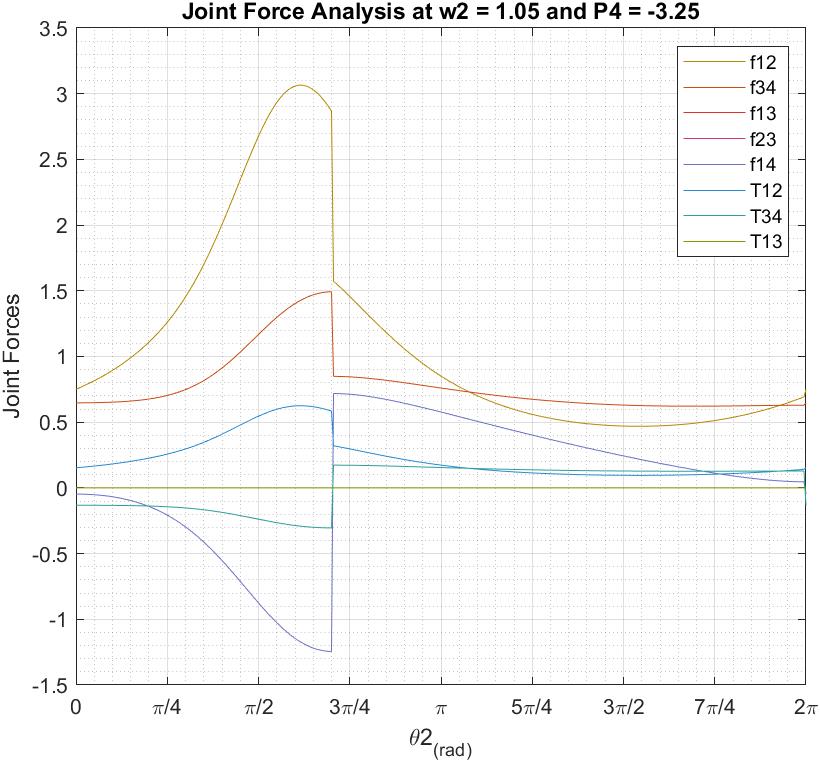 Joint Force Analysis at w2 = 1.05 and P4 = -3.25
f12
f34
f13
f23
f14
T12
T34
T13
3.5
3
2.5
2
1.5
1
0.5
0
-0.5
-1
-1.5
Joint Forces
0 π/4 π/2 3π/4 π 5π/4 3π/2 7π/4 2π
θ2(rad)